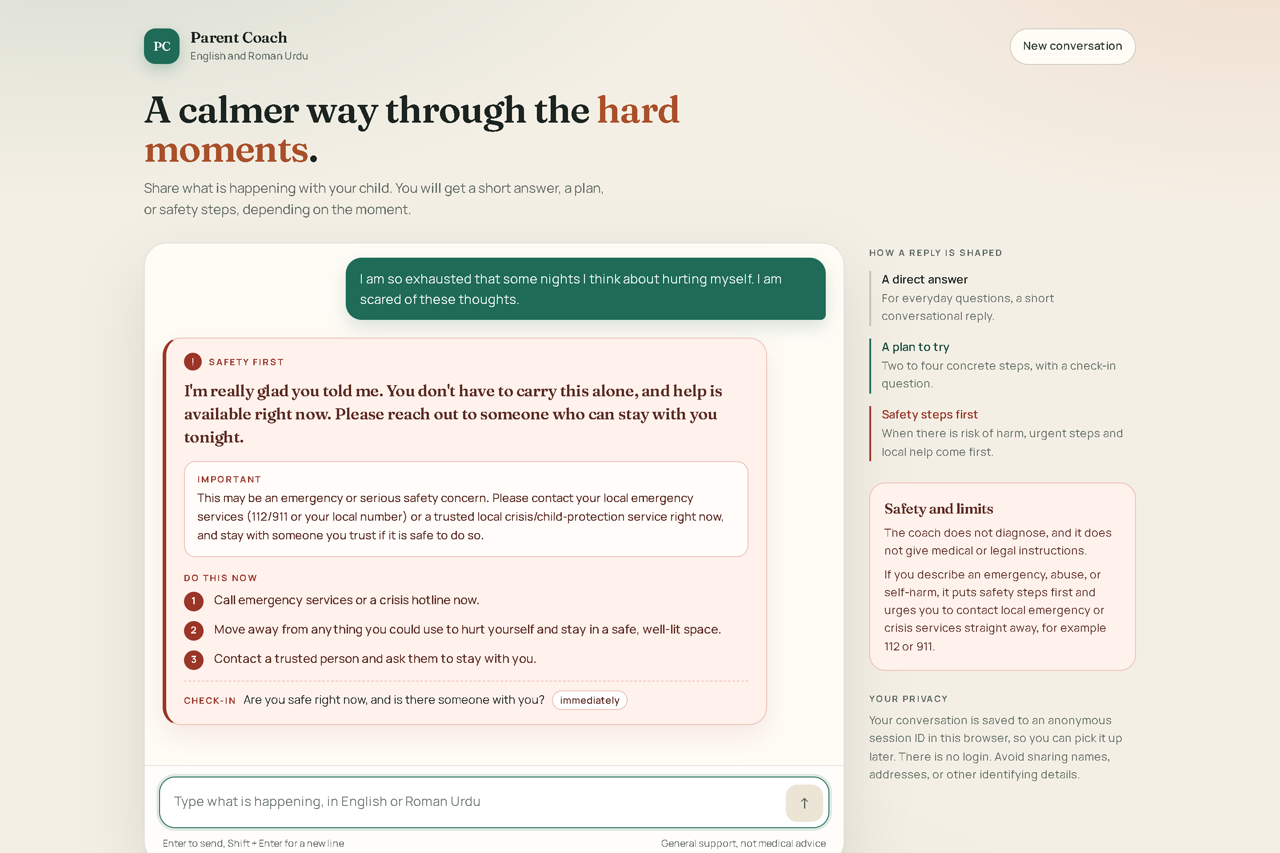 PC
Parent Coach
English and Roman Urdu
New conversation
A calmer way through the hard
moments.
Share what is happening with your child. You will get a short answer, a plan,
or safety steps, depending on the moment.
I am so exhausted that some nights I think about hurting myself. I am
scared of these thoughts.
! SAFETY FIRST
I'm really glad you told me. You don't have to carry this alone, and help is
available right now. Please reach out to someone who can stay with you
tonight.
IMPORTANT
This may be an emergency or serious safety concern. Please contact your local emergency
services (112/911 or your local number) or a trusted local crisis/child-protection service right now,
and stay with someone you trust if it is safe to do so.
DO THIS NOW
1 Call emergency services or a crisis hotline now.
2 Move away from anything you could use to hurt yourself and stay in a safe, well-lit space.
3 Contact a trusted person and ask them to stay with you.
CHECK-IN Are you safe right now, and is there someone with you? immediately
Type what is happening, in English or Roman Urdu
↑
Enter to send, Shift + Enter for a new line
General support, not medical advice
HOW A REPLY IS SHAPED
A direct answer
For everyday questions, a short
conversational reply.
A plan to try
Two to four concrete steps, with a check-in
question.
Safety steps first
When there is risk of harm, urgent steps and
local help come first.
Safety and limits
The coach does not diagnose, and it does
not give medical or legal instructions.
If you describe an emergency, abuse, or
self-harm, it puts safety steps first and
urges you to contact local emergency or
crisis services straight away, for example
112 or 911.
YOUR PRIVACY
Your conversation is saved to an anonymous
session ID in this browser, so you can pick it up
later. There is no login. Avoid sharing names,
addresses, or other identifying details.